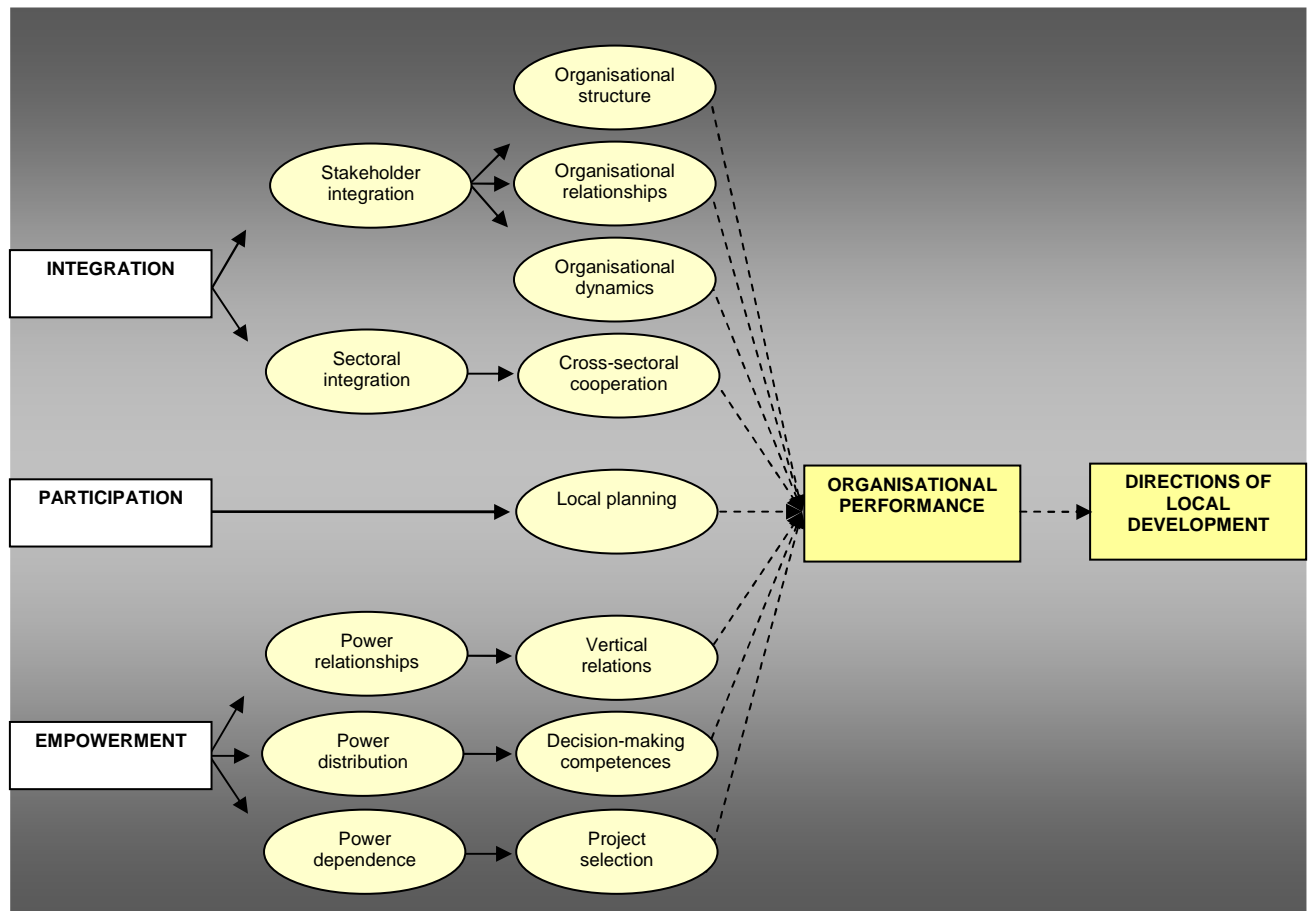 Organisational
structure
Stakeholder
integration
Organisational
relationships
INTEGRATION
Organisational
dynamics
Sectoral
integration
Cross-sectoral
cooperation
PARTICIPATION
Local planning
ORGANISATIONAL
PERFORMANCE
DIRECTIONS OF
LOCAL
DEVELOPMENT
Power
relationships
Vertical
relations
EMPOWERMENT
Power
distribution
Decision-making
competences
Power
dependence
Project
selection